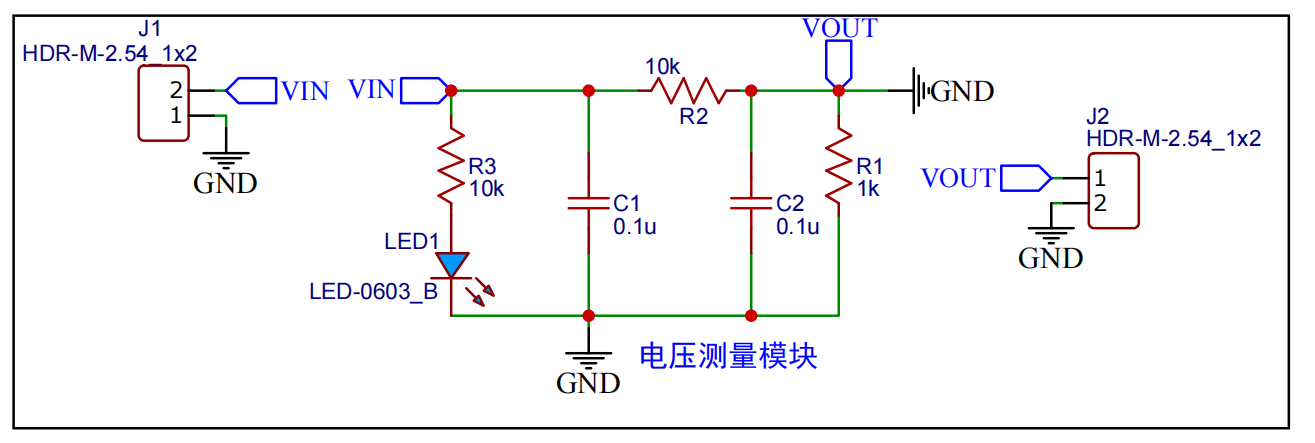 J1
HDR-M-2.54_1x2
2
1
VIN
GND
VIN
10k
R2
VOUT
GND
R3
10k
C1
0.1u
C2
0.1u
R1
1k
LED1
LED-0603_B
GND
电压测量模块
J2
HDR-M-2.54_1x2
VOUT
1
2
GND